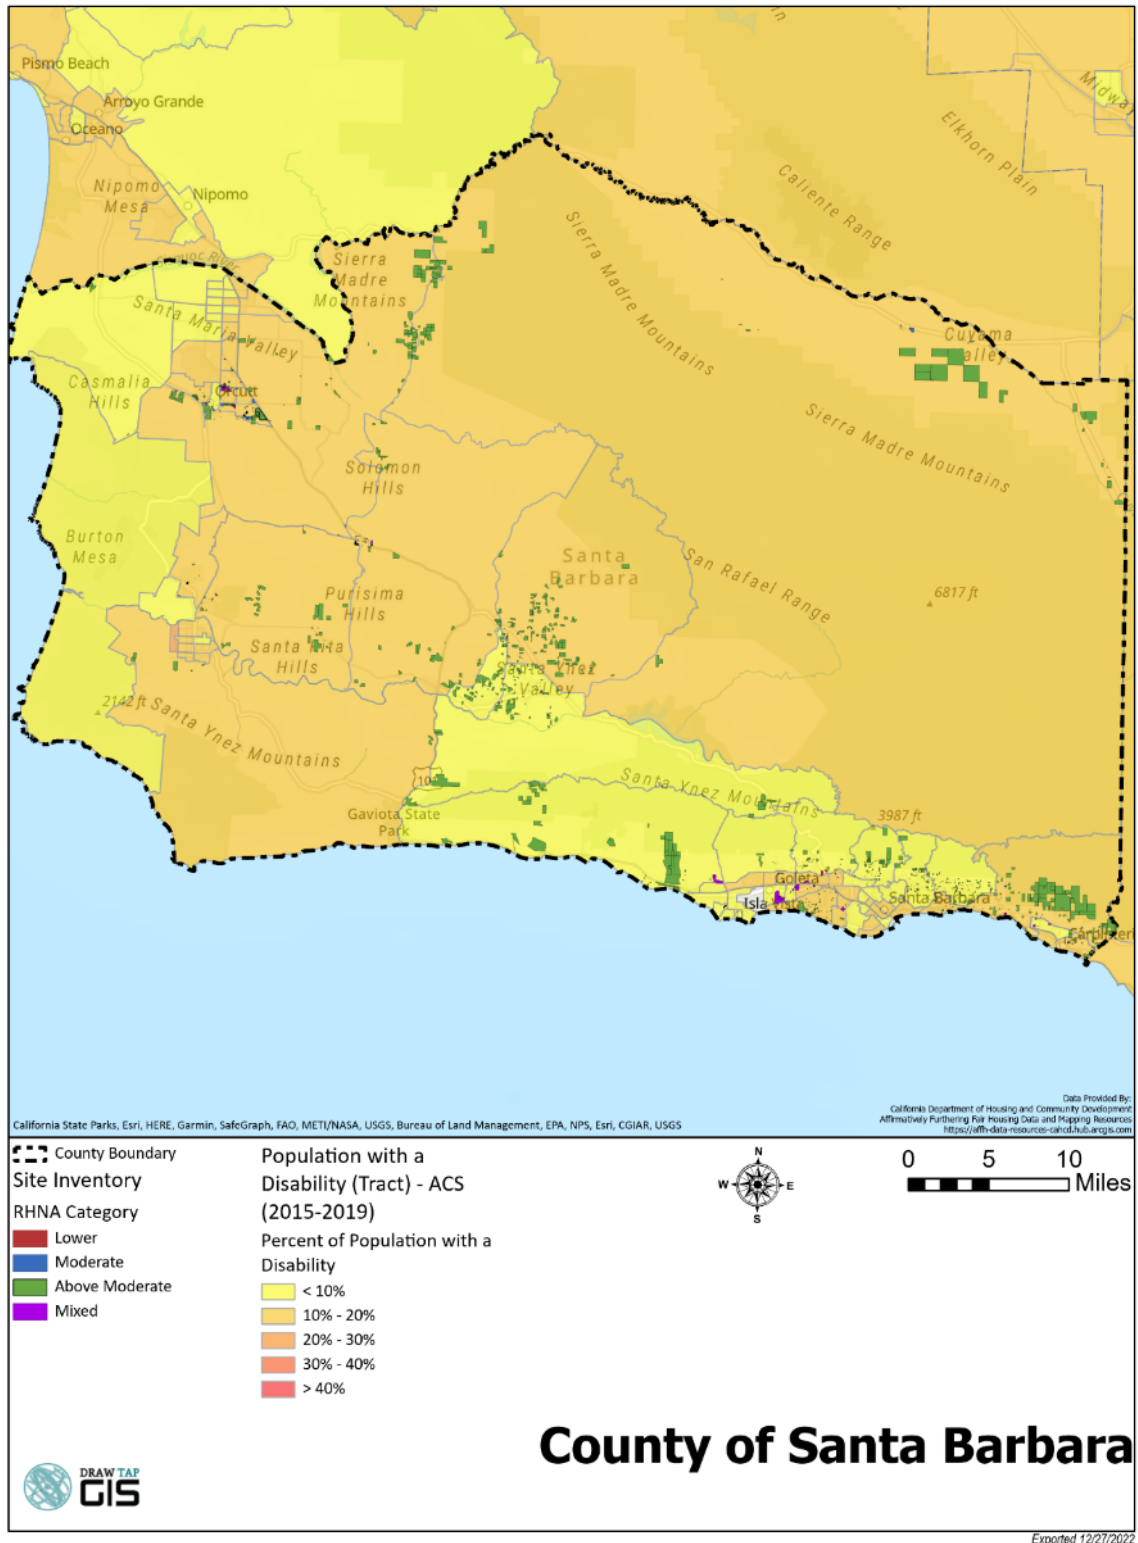 Pismo Beach
Arroyo Grande
Oceano
Nipomo
Mesa
Nipomo
Sierra
Madre
Mountains
Santa Maria Valley
Casmalia
Hills
Orcutt
Solomon
Hills
Burton
Mesa
Purisima
Hills
Santa Rita
Hills
Santa
Barbara
Santa Ynez
Valley
2142 ft
Santa Ynez Mountains
Gaviota State
Park
10
Santa Ynez Mountains
3987 ft
Goleta
Isla Vista
Santa Barbara
Carpinteri
San Rafael Range
6817 ft
Sierra Madre Mountains
Sierra Madre Mountains
Cuyama
Valley
Caliente Range
Elkhorn Plain
Midway
Data Provided By:
California Department of Housing and Community Development
Affirmatively Furthering Fair Housing Data and Mapping Resources
https://affh-data-resources-cahcd.hub.arcgis.com
California State Parks, Esri, HERE, Garmin, SafeGraph, FAO, METI/NASA, USGS, Bureau of Land Management, EPA, NPS, Esri, CGIAR, USGS
County Boundary
Site Inventory
RHNA Category
Lower
Moderate
Above Moderate
Mixed
Population with a
Disability (Tract) - ACS
(2015-2019)
Percent of Population with a
Disability
< 10%
10% - 20%
20% - 30%
30% - 40%
> 40%
N
W
E
S
0 5 10
Miles
County of Santa Barbara
DRAW TAP
GIS
Exported 12/27/2022